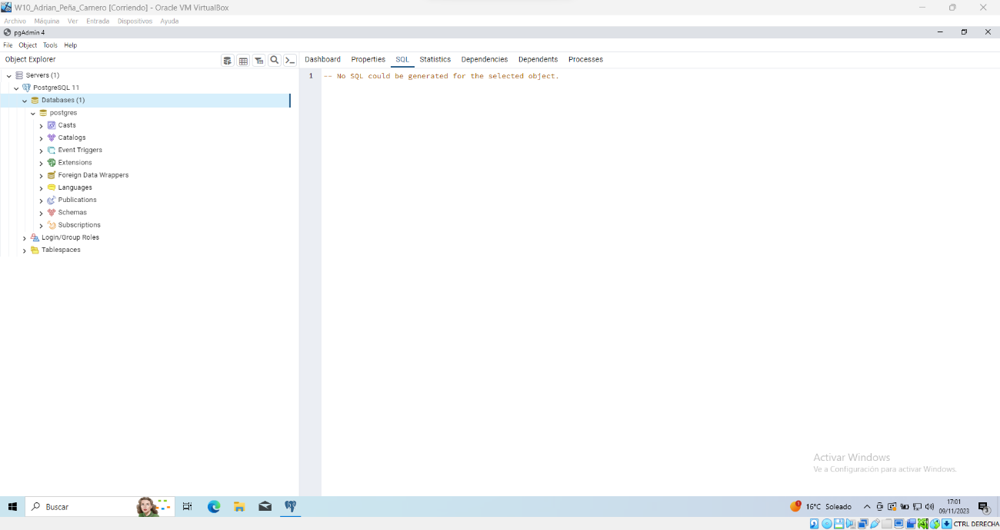 W10_Adrian_Peña_Carnero [Corriendo] - Oracle VM VirtualBox
Archivo Máquina Ver Entrada Dispositivos Ayuda
pgAdmin 4
File Object Tools Help
Object Explorer
Dashboard Properties SQL Statistics Dependencies Dependents Processes
Servers (1)
PostgreSQL 11
Databases (1)
postgres
Casts
Catalogs
Event Triggers
Extensions
Foreign Data Wrappers
Languages
Publications
Schemas
Subscriptions
Login/Group Roles
Tablespaces
1 -- No SQL could be generated for the selected object.
Activar Windows
Ve a Configuración para activar Windows.
Buscar
1
16°C Soleado
17:01
09/11/2023
3
CTRL DERECHA